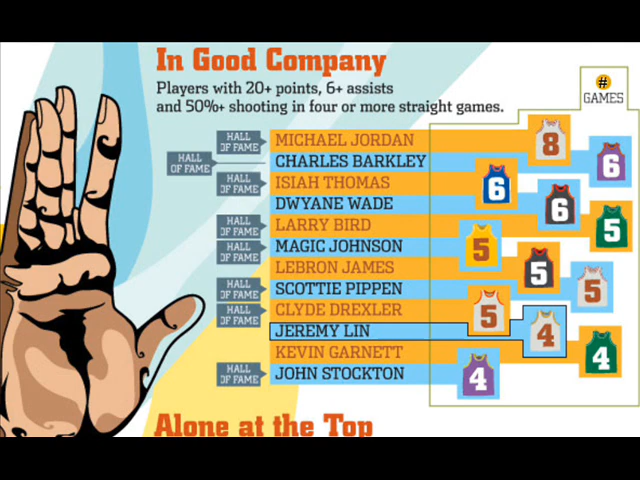 In Good Company
Players with 20+ points, 6+ assists
and 50%+ shooting in four or more straight games.
#
GAMES
HALL
OF FAME
MICHAEL JORDAN
8
HALL
OF FAME
CHARLES BARKLEY
6
HALL
OF FAME
ISIAH THOMAS
6
DWYANE WADE
6
HALL
OF FAME
LARRY BIRD
5
HALL
OF FAME
MAGIC JOHNSON
5
LEBRON JAMES
5
HALL
OF FAME
SCOTTIE PIPPEN
5
HALL
OF FAME
CLYDE DREXLER
5
JEREMY LIN
4
KEVIN GARNETT
4
HALL
OF FAME
JOHN STOCKTON
4
Alone at the Top